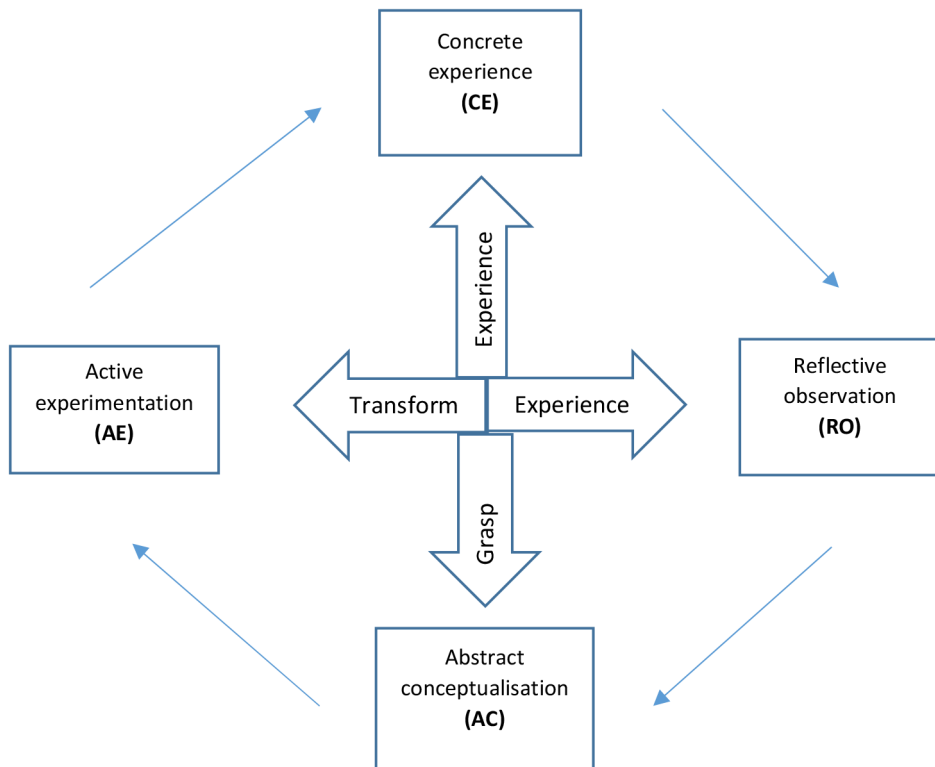 Concrete
experience
(CE)
Experience
Active
experimentation
(AE)
Transform
Experience
Reflective
observation
(RO)
Grasp
Abstract
conceptualisation
(AC)